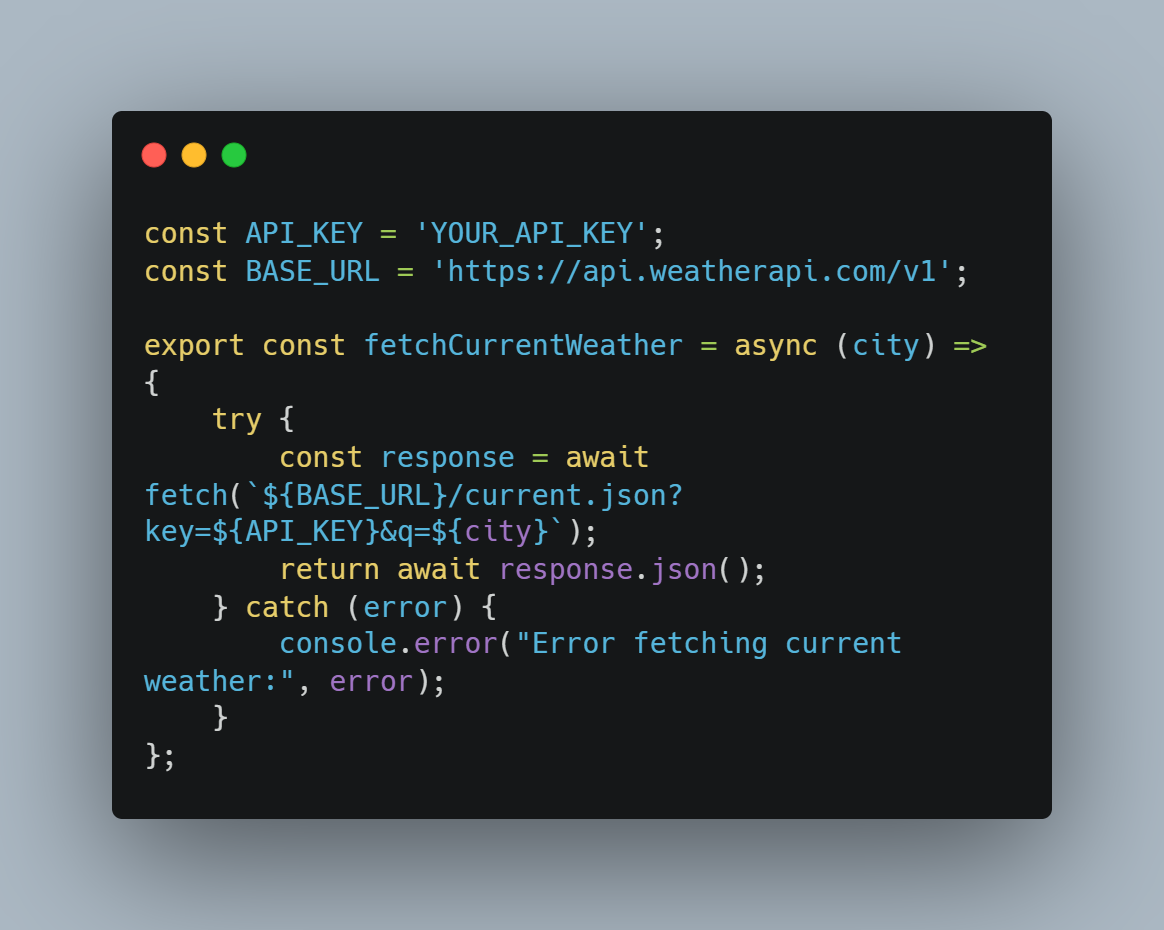 const API_KEY = 'YOUR_API_KEY';
const BASE_URL = 'https://api.weatherapi.com/v1';

export const fetchCurrentWeather = async (city) =>
{
    try {
        const response = await
fetch(`${BASE_URL}/current.json?
key=${API_KEY}&q=${city}`);
        return await response.json();
    } catch (error) {
        console.error("Error fetching current
weather:", error);
    }
};